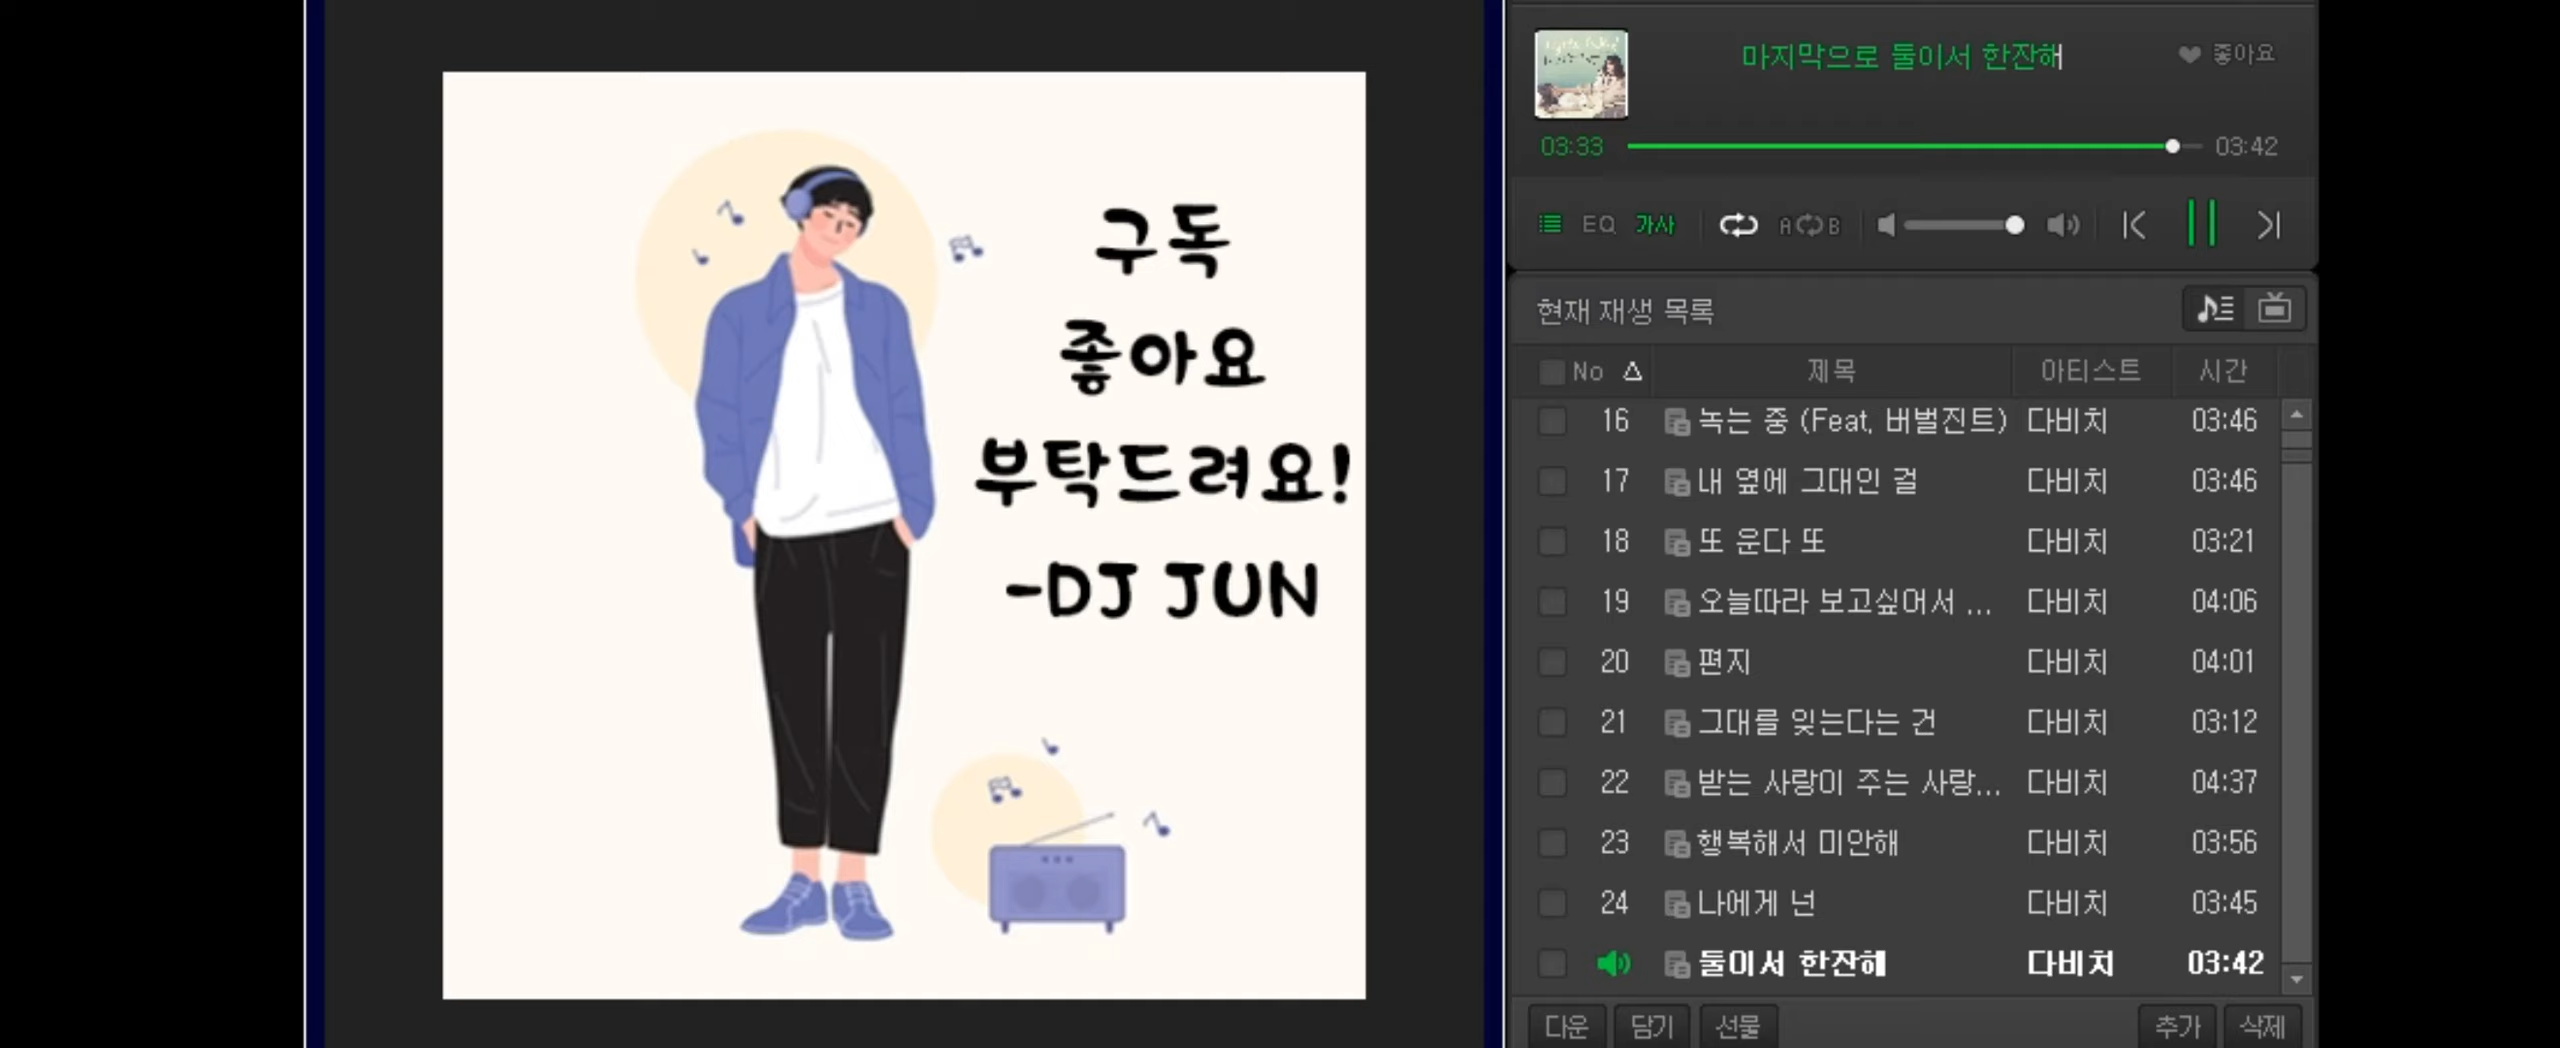 구독
좋아요
부탁드려요!
-DJ JUN
마지막으로 둘이서 한잔해
좋아요
03:33
03:42
EQ 가사 A B
현재 재생 목록
No 제목 아티스트 시간
16 녹는 중 (Feat. 버벌진트) 다비치 03:46
17 내 옆에 그대인 걸 다비치 03:46
18 또 운다 또 다비치 03:21
19 오늘따라 보고싶어서 ... 다비치 04:06
20 편지 다비치 04:01
21 그대를 잊는다는 건 다비치 03:12
22 받는 사랑이 주는 사랑... 다비치 04:37
23 행복해서 미안해 다비치 03:56
24 나에게 넌 다비치 03:45
둘이서 한잔해 다비치 03:42
다운 담기 선물 추가 삭제